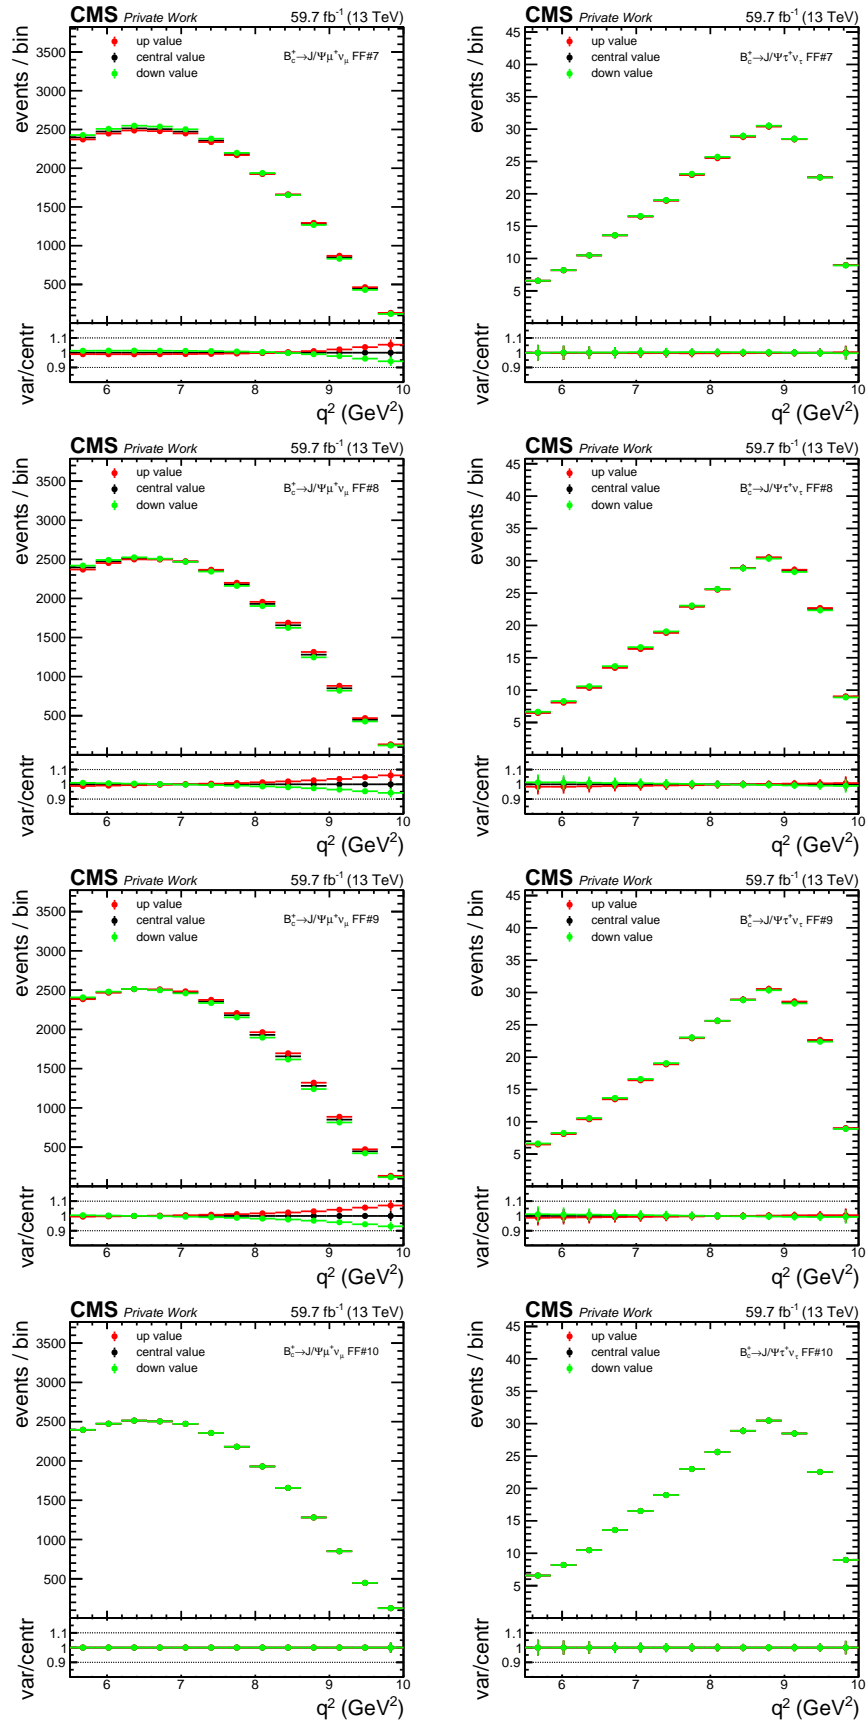 CMS Private Work 59.7 fb⁻¹ (13 TeV)
events / bin
3500
3000
2500
2000
1500
1000
500
up value
central value
down value
B⁺c→J/Ψμ⁺νμ FF#7
var/centr
1.1
1
0.9
6 7 8 9 10
q² (GeV²)
CMS Private Work 59.7 fb⁻¹ (13 TeV)
events / bin
45
40
35
30
25
20
15
10
5
up value
central value
down value
B⁺c→J/Ψτ⁺ντ FF#7
var/centr
1.1
1
0.9
6 7 8 9 10
q² (GeV²)
CMS Private Work 59.7 fb⁻¹ (13 TeV)
events / bin
3500
3000
2500
2000
1500
1000
500
up value
central value
down value
B⁺c→J/Ψμ⁺νμ FF#8
var/centr
1.1
1
0.9
6 7 8 9 10
q² (GeV²)
CMS Private Work 59.7 fb⁻¹ (13 TeV)
events / bin
45
40
35
30
25
20
15
10
5
up value
central value
down value
B⁺c→J/Ψτ⁺ντ FF#8
var/centr
1.1
1
0.9
6 7 8 9 10
q² (GeV²)
CMS Private Work 59.7 fb⁻¹ (13 TeV)
events / bin
3500
3000
2500
2000
1500
1000
500
up value
central value
down value
B⁺c→J/Ψμ⁺νμ FF#9
var/centr
1.1
1
0.9
6 7 8 9 10
q² (GeV²)
CMS Private Work 59.7 fb⁻¹ (13 TeV)
events / bin
45
40
35
30
25
20
15
10
5
up value
central value
down value
B⁺c→J/Ψτ⁺ντ FF#9
var/centr
1.1
1
0.9
6 7 8 9 10
q² (GeV²)
CMS Private Work 59.7 fb⁻¹ (13 TeV)
events / bin
3500
3000
2500
2000
1500
1000
500
up value
central value
down value
B⁺c→J/Ψμ⁺νμ FF#10
var/centr
1.1
1
0.9
6 7 8 9 10
q² (GeV²)
CMS Private Work 59.7 fb⁻¹ (13 TeV)
events / bin
45
40
35
30
25
20
15
10
5
up value
central value
down value
B⁺c→J/Ψτ⁺ντ FF#10
var/centr
1.1
1
0.9
6 7 8 9 10
q² (GeV²)